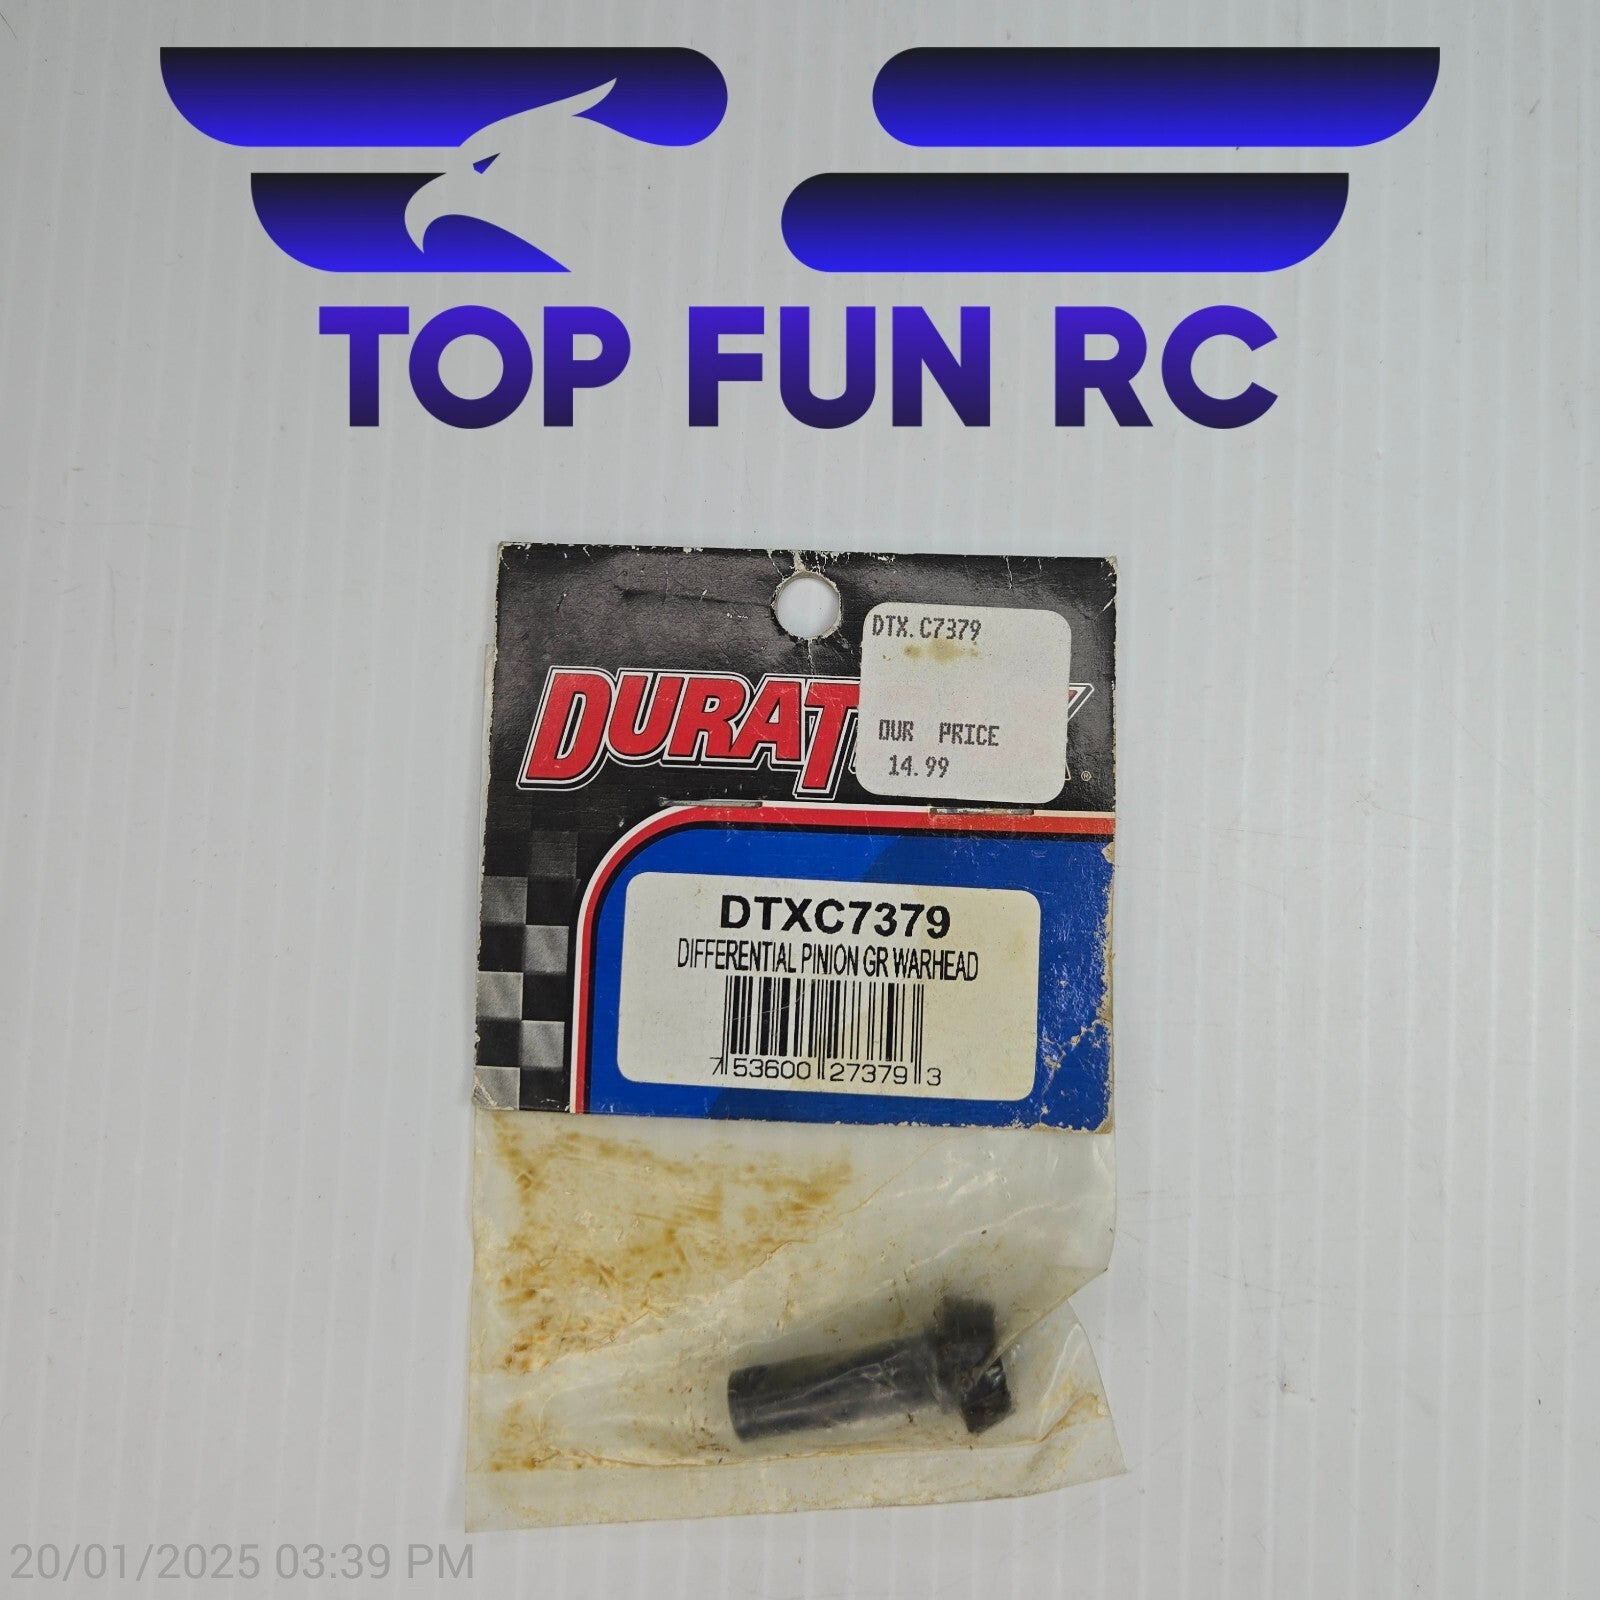 TOP FUN RC
DTX.C7379
OUR PRICE
14.99
DURAT
®
DTXC7379
DIFFERENTIAL PINION GR WARHEAD
7 53600 27379 3
20/01/2025 03:39 PM